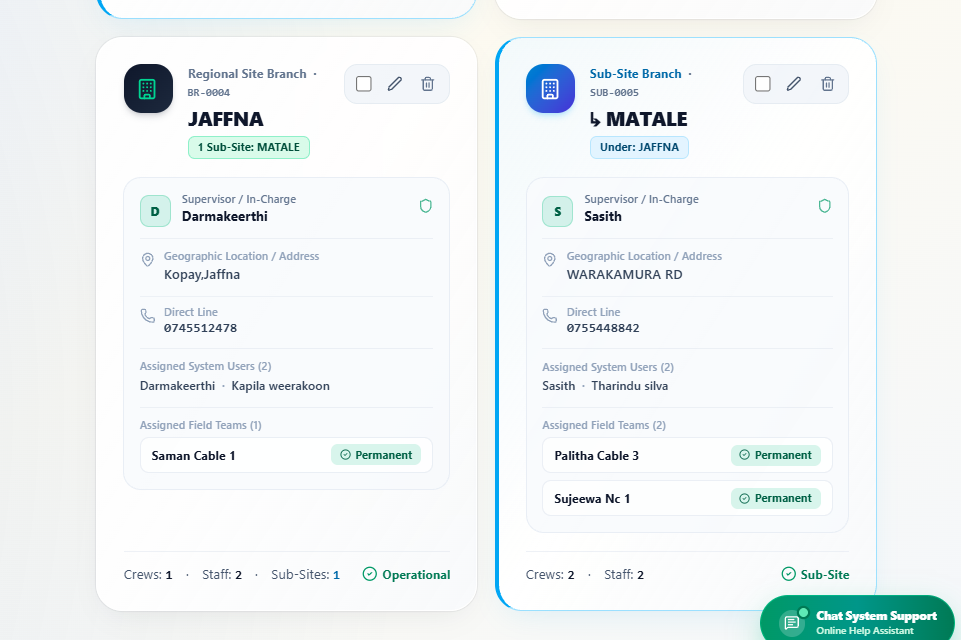 Regional Site Branch ·
BR-0004
JAFFNA
1 Sub-Site: MATALE
D
Supervisor / In-Charge
Darmakeerthi
Geographic Location / Address
Kopay,Jaffna
Direct Line
0745512478
Assigned System Users (2)
Darmakeerthi · Kapila weerakoon
Assigned Field Teams (1)
Saman Cable 1 Permanent
Crews: 1 · Staff: 2 · Sub-Sites: 1 Operational
Sub-Site Branch ·
SUB-0005
↳ MATALE
Under: JAFFNA
S
Supervisor / In-Charge
Sasith
Geographic Location / Address
WARAKAMURA RD
Direct Line
0755448842
Assigned System Users (2)
Sasith · Tharindu silva
Assigned Field Teams (2)
Palitha Cable 3 Permanent
Sujeewa Nc 1 Permanent
Crews: 2 · Staff: 2 Sub-Site
Chat System Support
Online Help Assistant